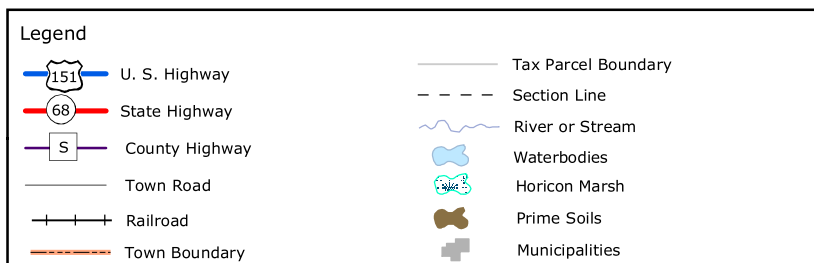 Legend
151 U. S. Highway
68 State Highway
S County Highway
Town Road
Railroad
Town Boundary
Tax Parcel Boundary
Section Line
River or Stream
Waterbodies
Horicon Marsh
Prime Soils
Municipalities